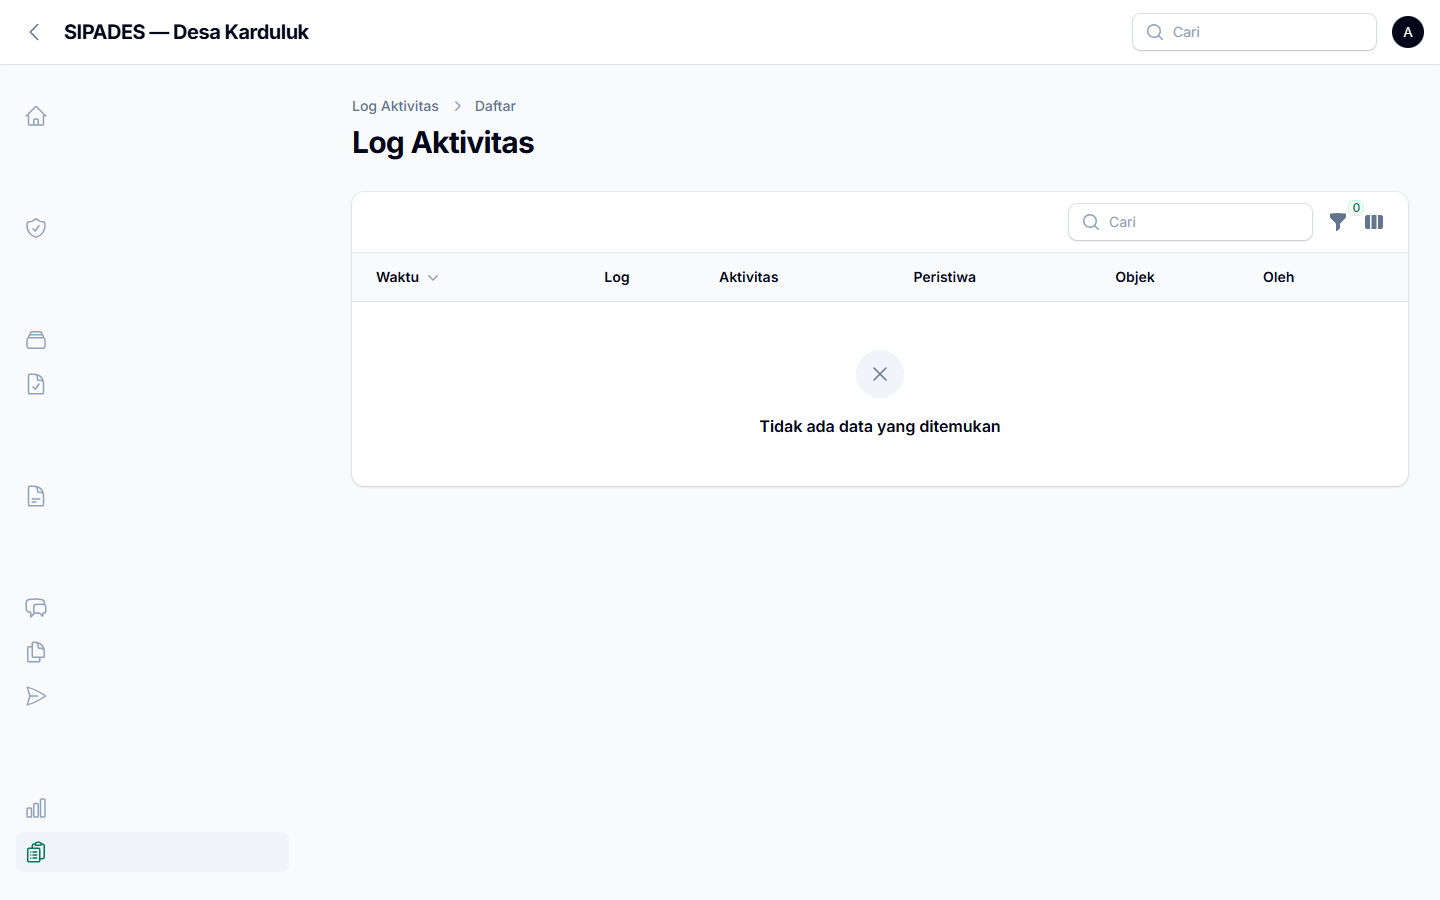 SIPADES — Desa Karduluk
Cari
A
Log Aktivitas
Daftar
Log Aktivitas
Cari
0
Waktu
Log
Aktivitas
Peristiwa
Objek
Oleh
Tidak ada data yang ditemukan